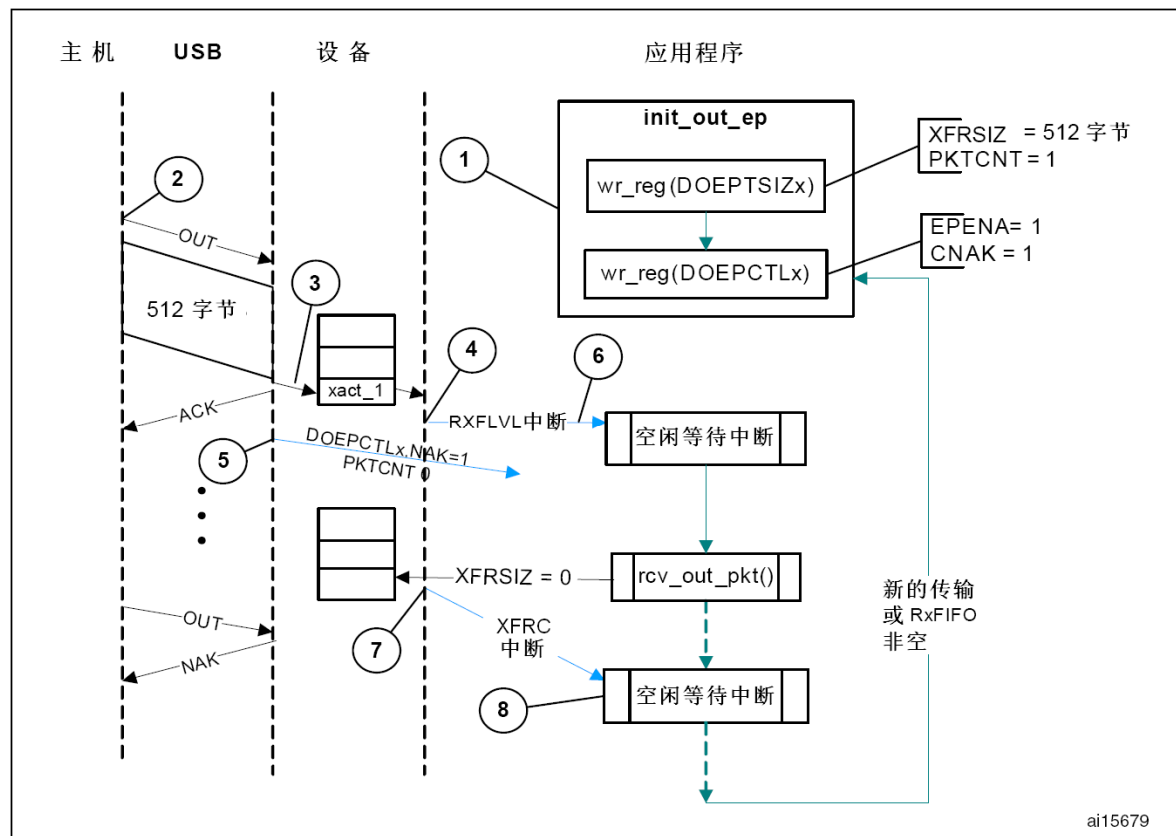 主 机 USB 设 备 应用程序
init_out_ep
XFRSIZ = 512 字节
PKTCNT = 1
1
wr_reg(DOEPTSIZx)
2
OUT
EPENA= 1
CNAK = 1
wr_reg(DOEPCTLx)
512 字节
3
4
6
xact_1
ACK
RXFLVL中断
空闲等待中断
5
DOEPCTLx.NAK=1
PKTCNT 0
XFRSIZ = 0
rcv_out_pkt()
新的传输
或 RxFIFO
非空
OUT
NAK
7
XFRC
中断
8
空闲等待中断
ai15679